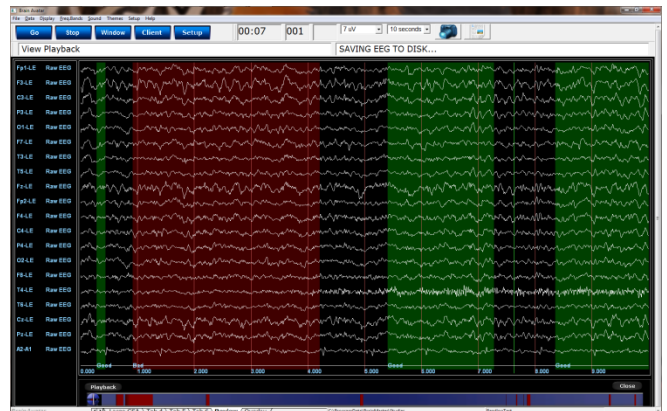 Brain Avatar
File Data Display Freq.Bands Sound Themes Setup Help
Go Stop Window Client Setup 00:07 001 7 uV 10 seconds
View Playback SAVING EEG TO DISK...
Fp1-LE Raw EEG
F3-LE Raw EEG
C3-LE Raw EEG
P3-LE Raw EEG
O1-LE Raw EEG
F7-LE Raw EEG
T3-LE Raw EEG
T5-LE Raw EEG
Fz-LE Raw EEG
Fp2-LE Raw EEG
F4-LE Raw EEG
C4-LE Raw EEG
P4-LE Raw EEG
O2-LE Raw EEG
F8-LE Raw EEG
T4-LE Raw EEG
T6-LE Raw EEG
Cz-LE Raw EEG
Pz-LE Raw EEG
A2-A1 Raw EEG
Good Bad Good Good
0.000 1.000 2.000 3.000 4.000 5.000 6.000 7.000 8.000 9.000
Playback Close